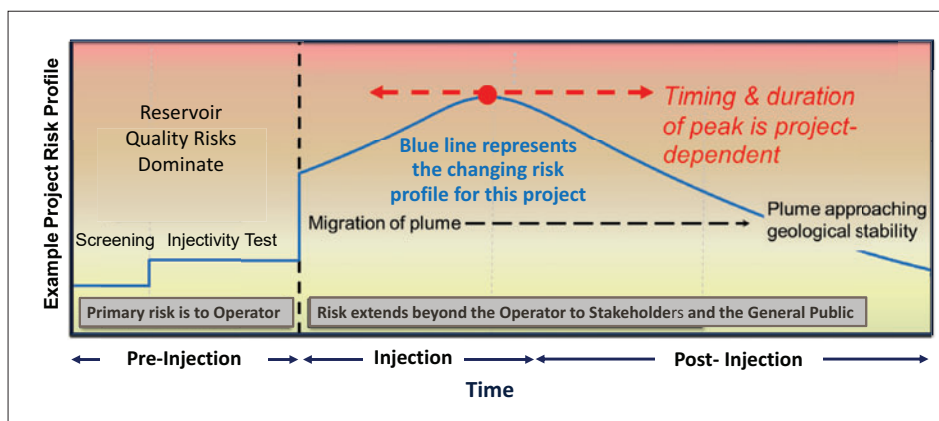 Example Project Risk Profile
Reservoir
Quality Risks
Dominate
Screening
Injectivity Test
Primary risk is to Operator
Timing & duration
of peak is project-
dependent
Blue line represents
the changing risk
profile for this project
Migration of plume
Plume approaching
geological stability
Risk extends beyond the Operator to Stakeholders and the General Public
Pre-Injection
Injection
Post- Injection
Time